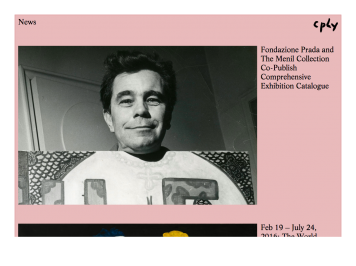 News
cply
Fondazione Prada and
The Menil Collection
Co-Publish
Comprehensive
Exhibition Catalogue
Feb 19 – July 24,
2016: The World